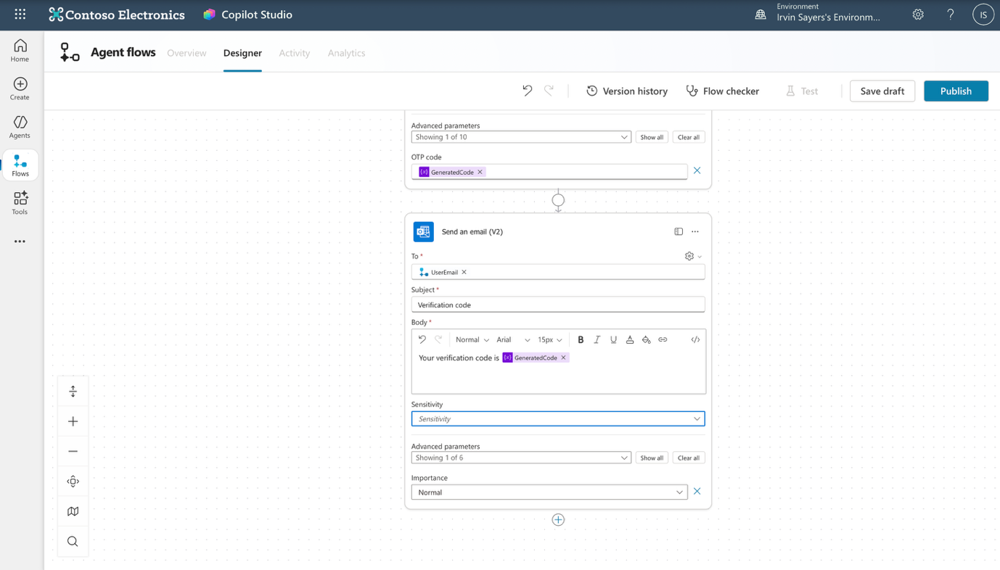 Contoso Electronics
Copilot Studio
Environment
Irvin Sayers's Environm...
?
IS
Home
Create
Agents
Flows
Tools
Agent flows
Overview
Designer
Activity
Analytics
Version history
Flow checker
Test
Save draft
Publish
Advanced parameters
Showing 1 of 10
Show all
Clear all
OTP code
{x} GeneratedCode ×
Send an email (V2)
To *
UserEmail ×
Subject *
Verification code
Body *
Normal
Arial
15px
B
I
U
A
</>
Your verification code is {x} GeneratedCode ×
Sensitivity
Sensitivity
Advanced parameters
Showing 1 of 6
Show all
Clear all
Importance
Normal